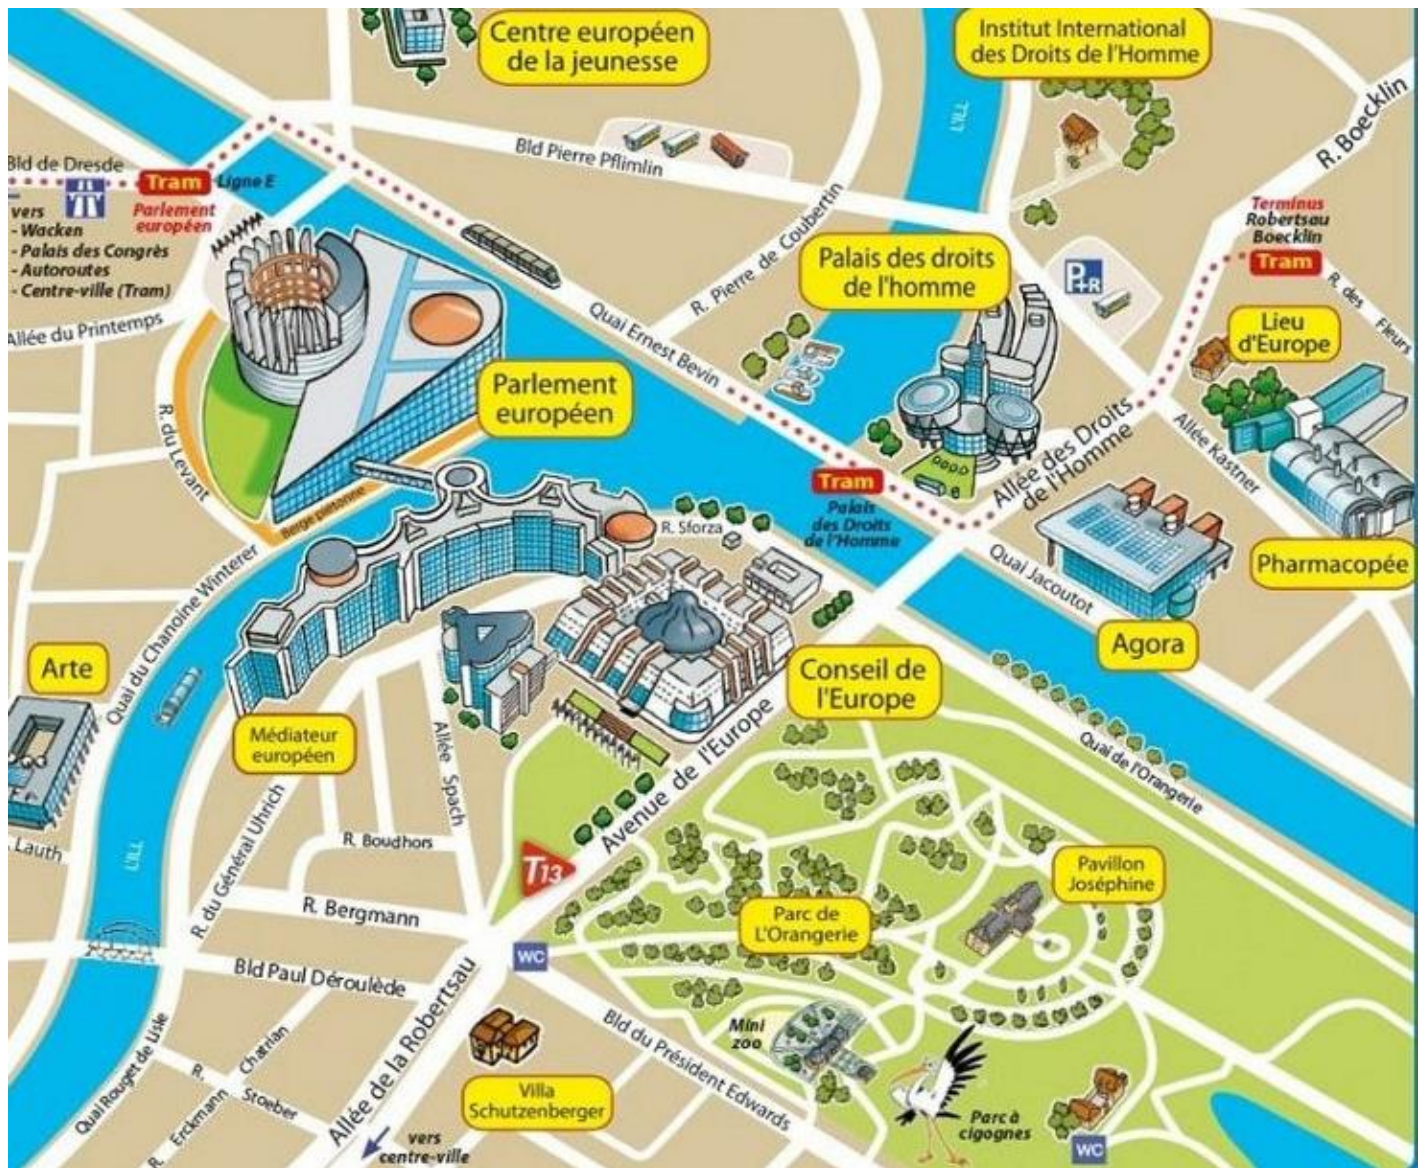 Centre européen
de la jeunesse
Institut International
des Droits de l'Homme
L'ILL
R. Boecklin
Bld Pierre Pflimlin
Bld de Dresde
Tram
Ligne E
Parlement
européen
vers
- Wacken
- Palais des Congrès
- Autoroutes
- Centre-ville (Tram)
Allée du Printemps
R. Pierre de Coubertin
Palais des droits
de l'homme
P+R
Terminus
Robertsau
Boecklin
Tram
R. des Fleurs
Lieu
d'Europe
Quai Ernest Bevin
Parlement
européen
R. du Levant
Berge piétonne
Allée des Droits
de l'Homme
Allée Kastner
Tram
Palais
des Droits
de l'Homme
R. Sforza
Quai Jacoutot
Pharmacopée
Agora
Quai du Chanoine Winterer
Arte
Médiateur
européen
Conseil de
l'Europe
Allée Spach
Avenue de l'Europe
Quai de l'Orangerie
Lauth
L'ILL
R. du Général Uhrich
R. Boudhors
T13
R. Bergmann
Pavillon
Joséphine
Parc de
L'Orangerie
WC
Bld Paul Déroulède
Allée de la Robertsau
Bld du Président Edwards
Mini
zoo
Quai Rouget de Lisle
R. Erckmann Chatrian
R. Stoeber
Villa
Schutzenberger
Parc à
cigognes
WC
vers
centre-ville